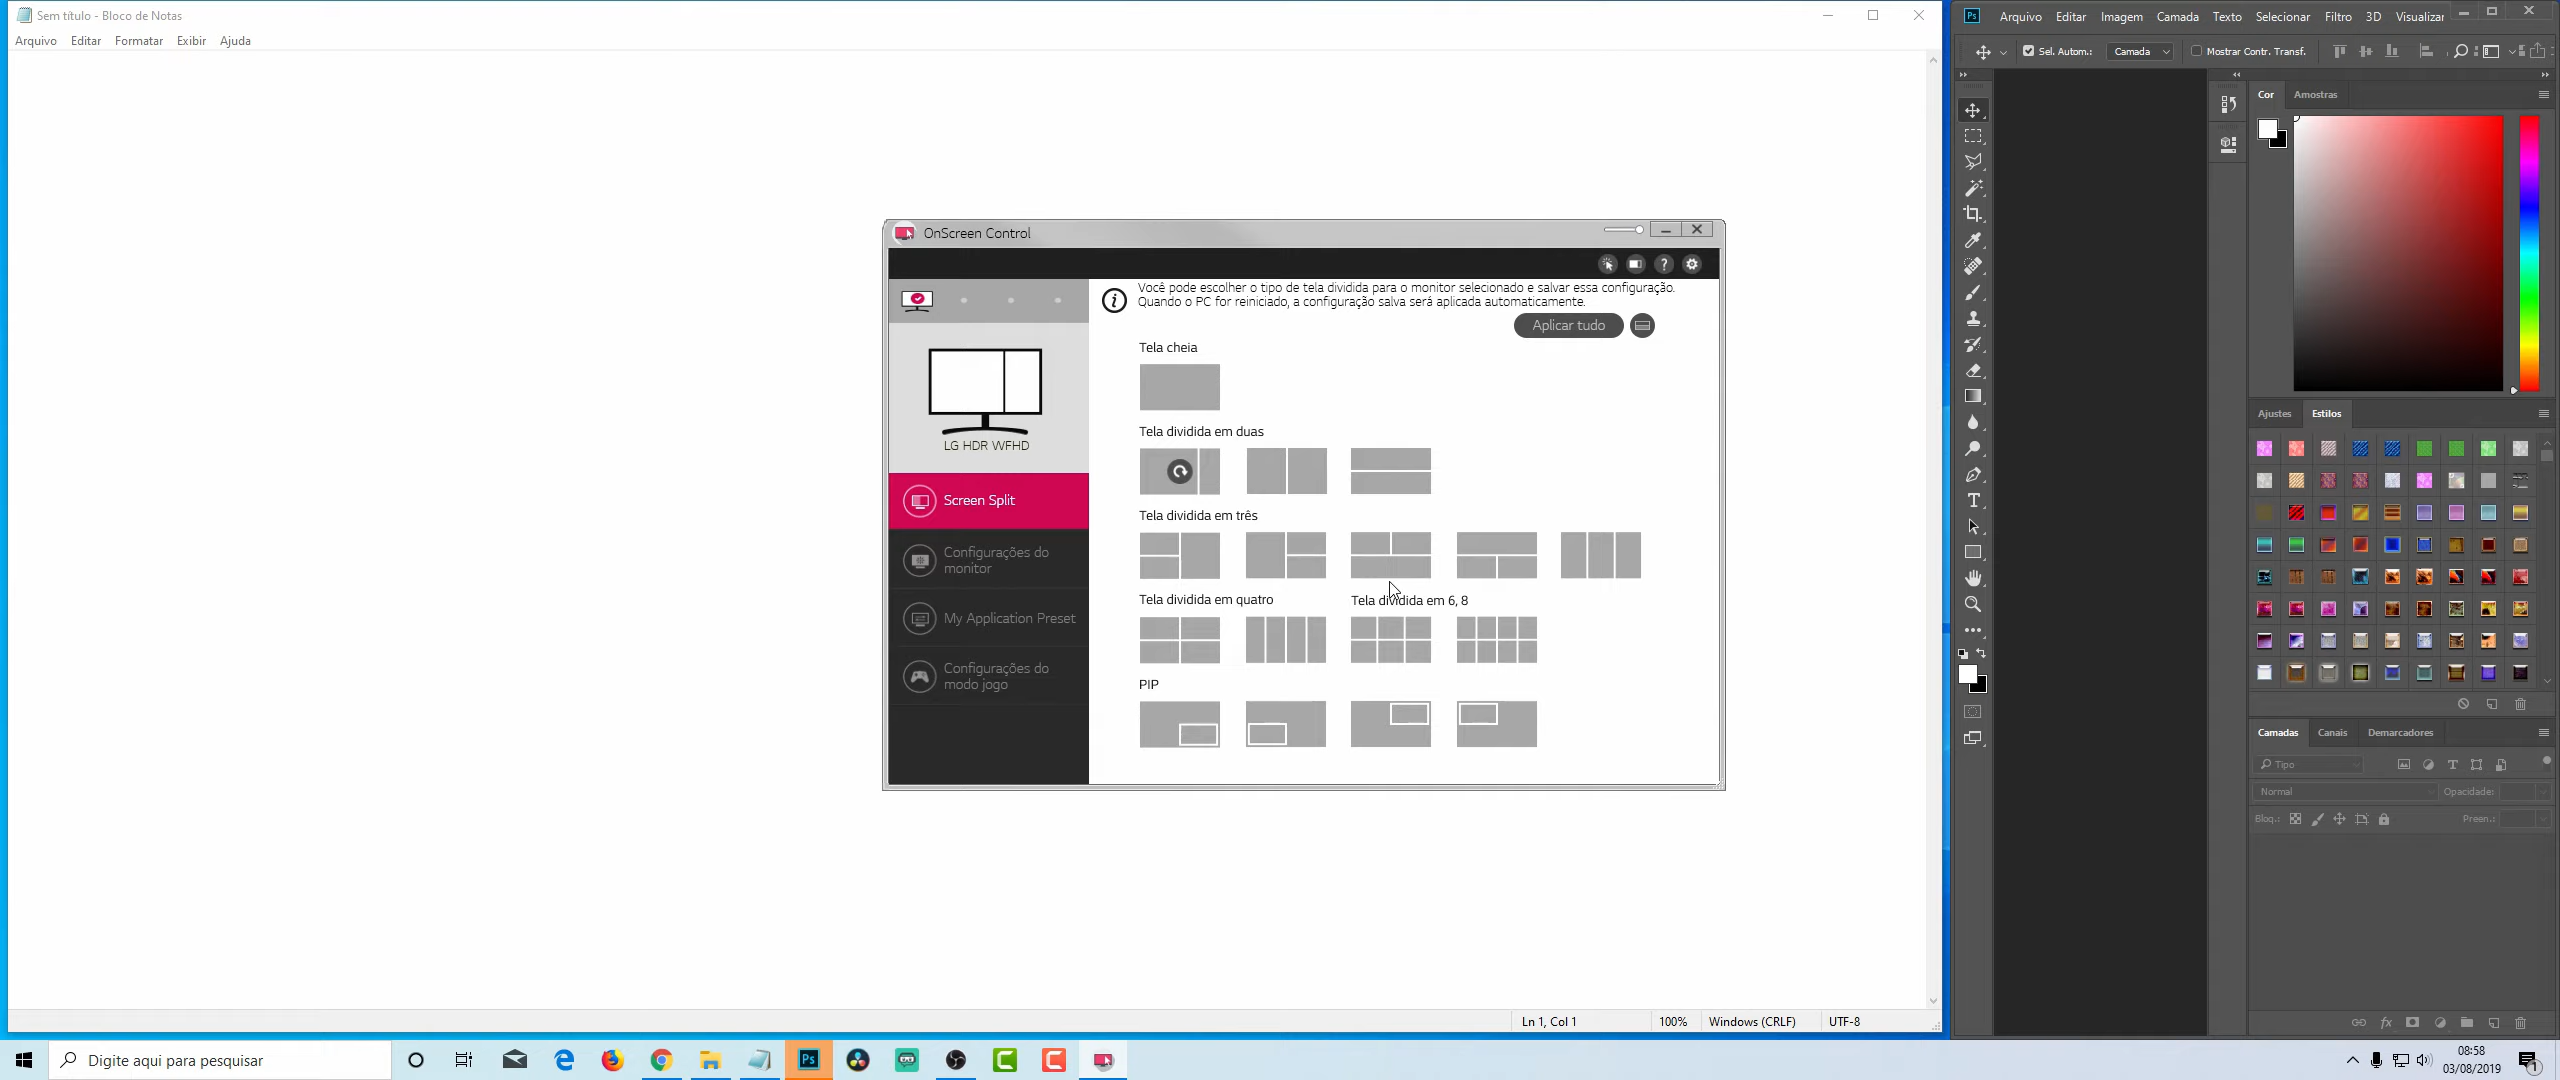 Sem título - Bloco de Notas
Arquivo Editar Formatar Exibir Ajuda
Ps Arquivo Editar Imagem Camada Texto Selecionar Filtro 3D Visualizar
Sel. Autom.: Camada Mostrar Contr. Transf.
Cor Amostras
OnScreen Control
Você pode escolher o tipo de tela dividida para o monitor selecionado e salvar essa configuração.
Quando o PC for reiniciado, a configuração salva será aplicada automaticamente.
Aplicar tudo
Tela cheia
Tela dividida em duas
Tela dividida em três
Tela dividida em quatro
Tela dividida em 6, 8
PIP
LG HDR WFHD
Screen Split
Configurações do
monitor
My Application Preset
Configurações do
modo jogo
Ajustes Estilos
Camadas Canais Demarcadores
Tipo
Normal Opacidade:
Bloq.: Preen.:
Ln 1, Col 1 100% Windows (CRLF) UTF-8
Digite aqui para pesquisar
Ps
08:58
03/08/2019
1